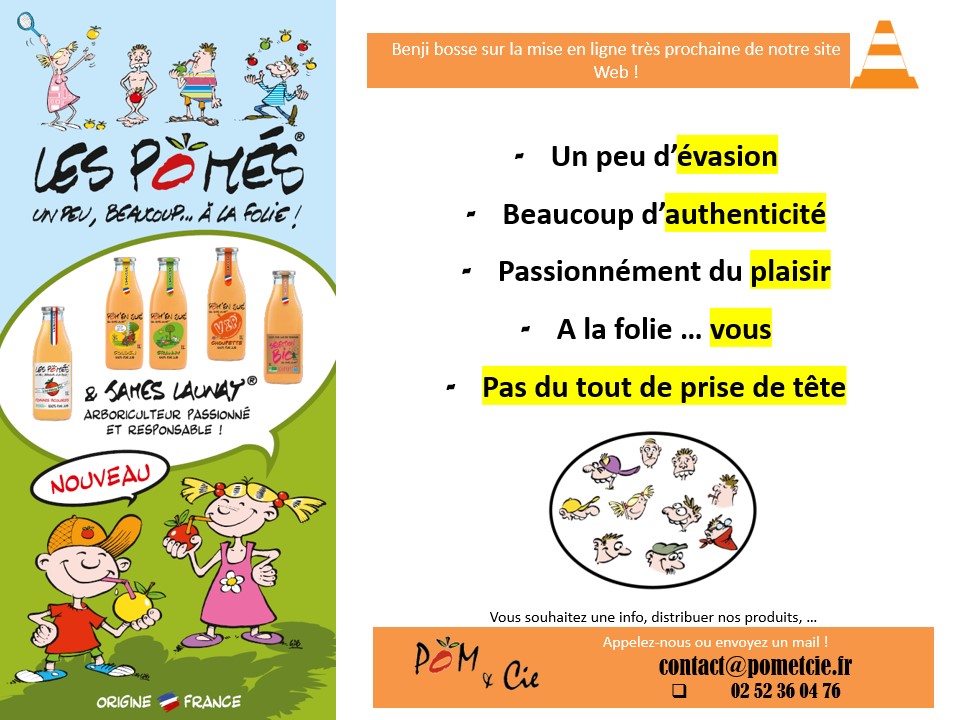 LES POMÉS®
UN PEU, BEAUCOUP... À LA FOLIE !
& JAMES LAUNAY®
ARBORICULTEUR PASSIONNÉ
ET RESPONSABLE !
NOUVEAU
ORIGINE FRANCE
Benji bosse sur la mise en ligne très prochaine de notre site
Web !
- Un peu d’évasion
- Beaucoup d’authenticité
- Passionnément du plaisir
- A la folie … vous
- Pas du tout de prise de tête
Vous souhaitez une info, distribuer nos produits, …
Appelez-nous ou envoyez un mail !
POM & Cie
contact@pometcie.fr
❑ 02 52 36 04 76